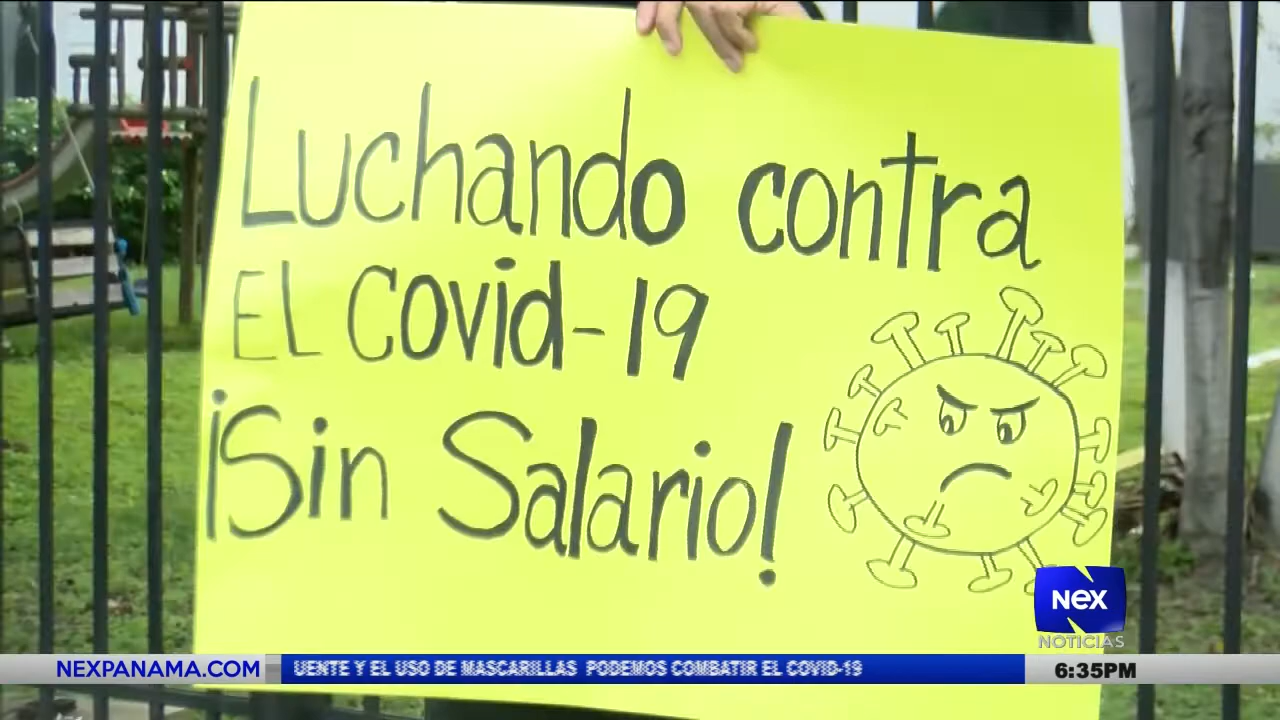 Luchando contra
EL Covid-19
¡Sin Salario!
NEX
NOTICIAS
NEXPANAMA.COM
UENTE Y EL USO DE MASCARILLAS PODEMOS COMBATIR EL COVID-19
6:35PM